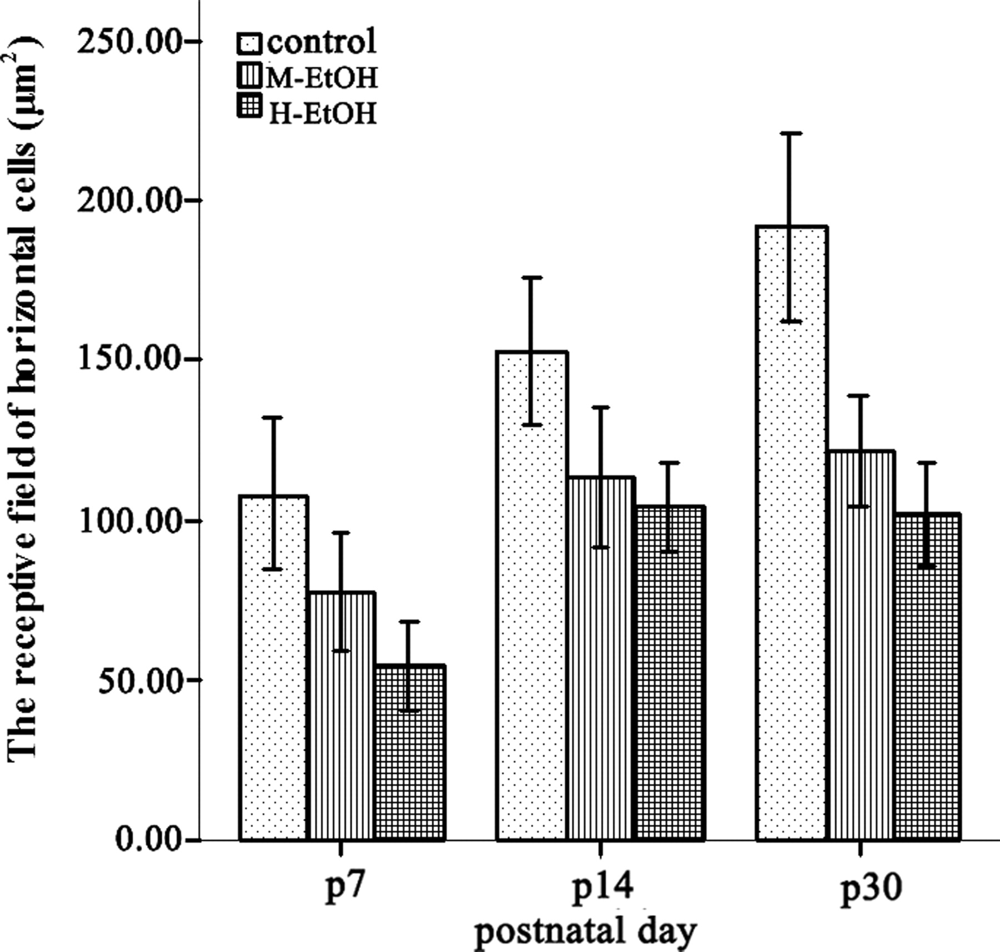 The receptive field of horizontal cells (μm²)
250.00
200.00
150.00
100.00
50.00
0.00
control
M-EtOH
H-EtOH
p7
p14
p30
postnatal day